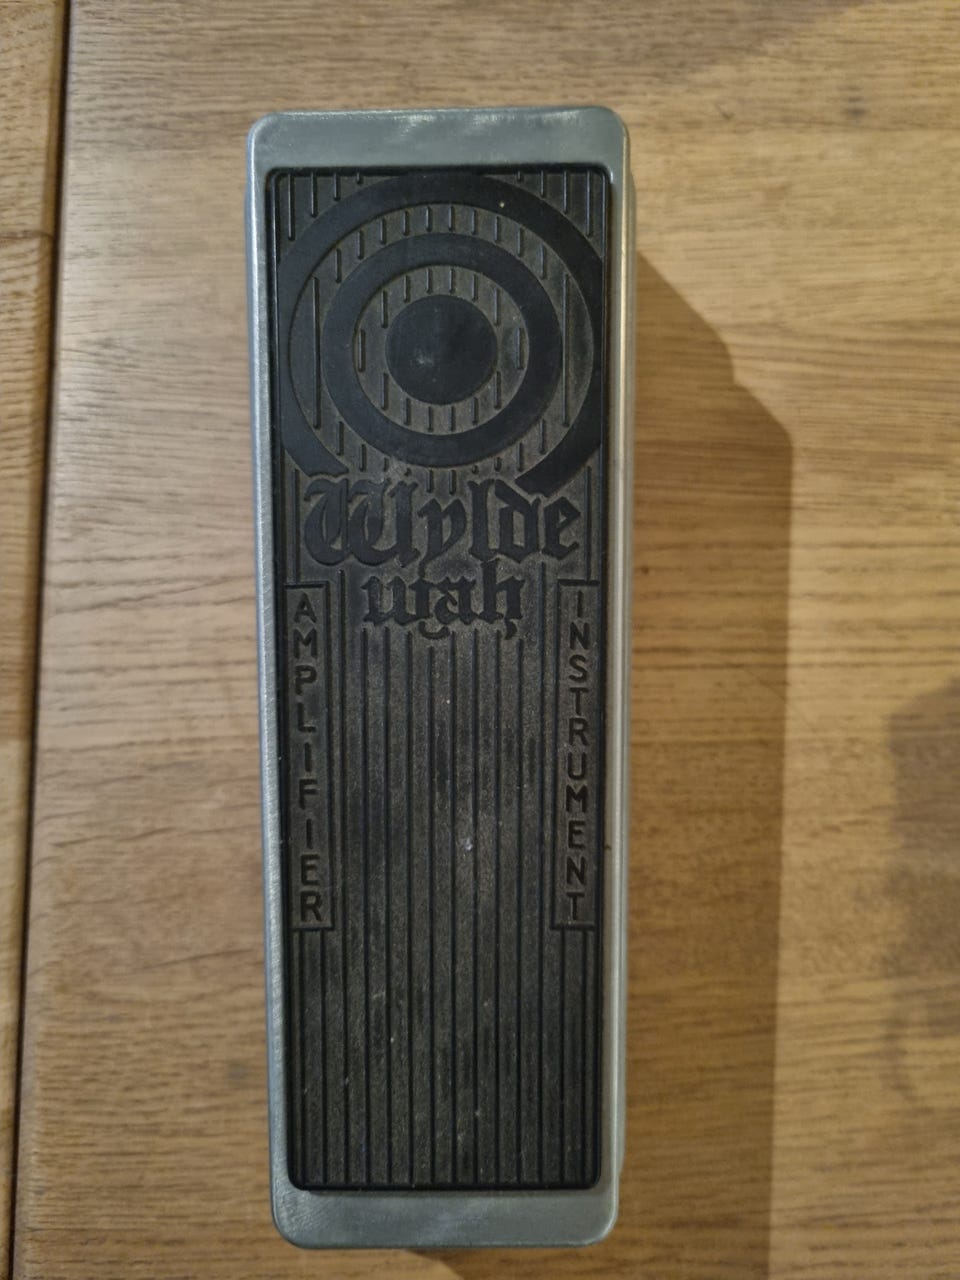 Wylde
wah
AMPLIFIER
INSTRUMENT